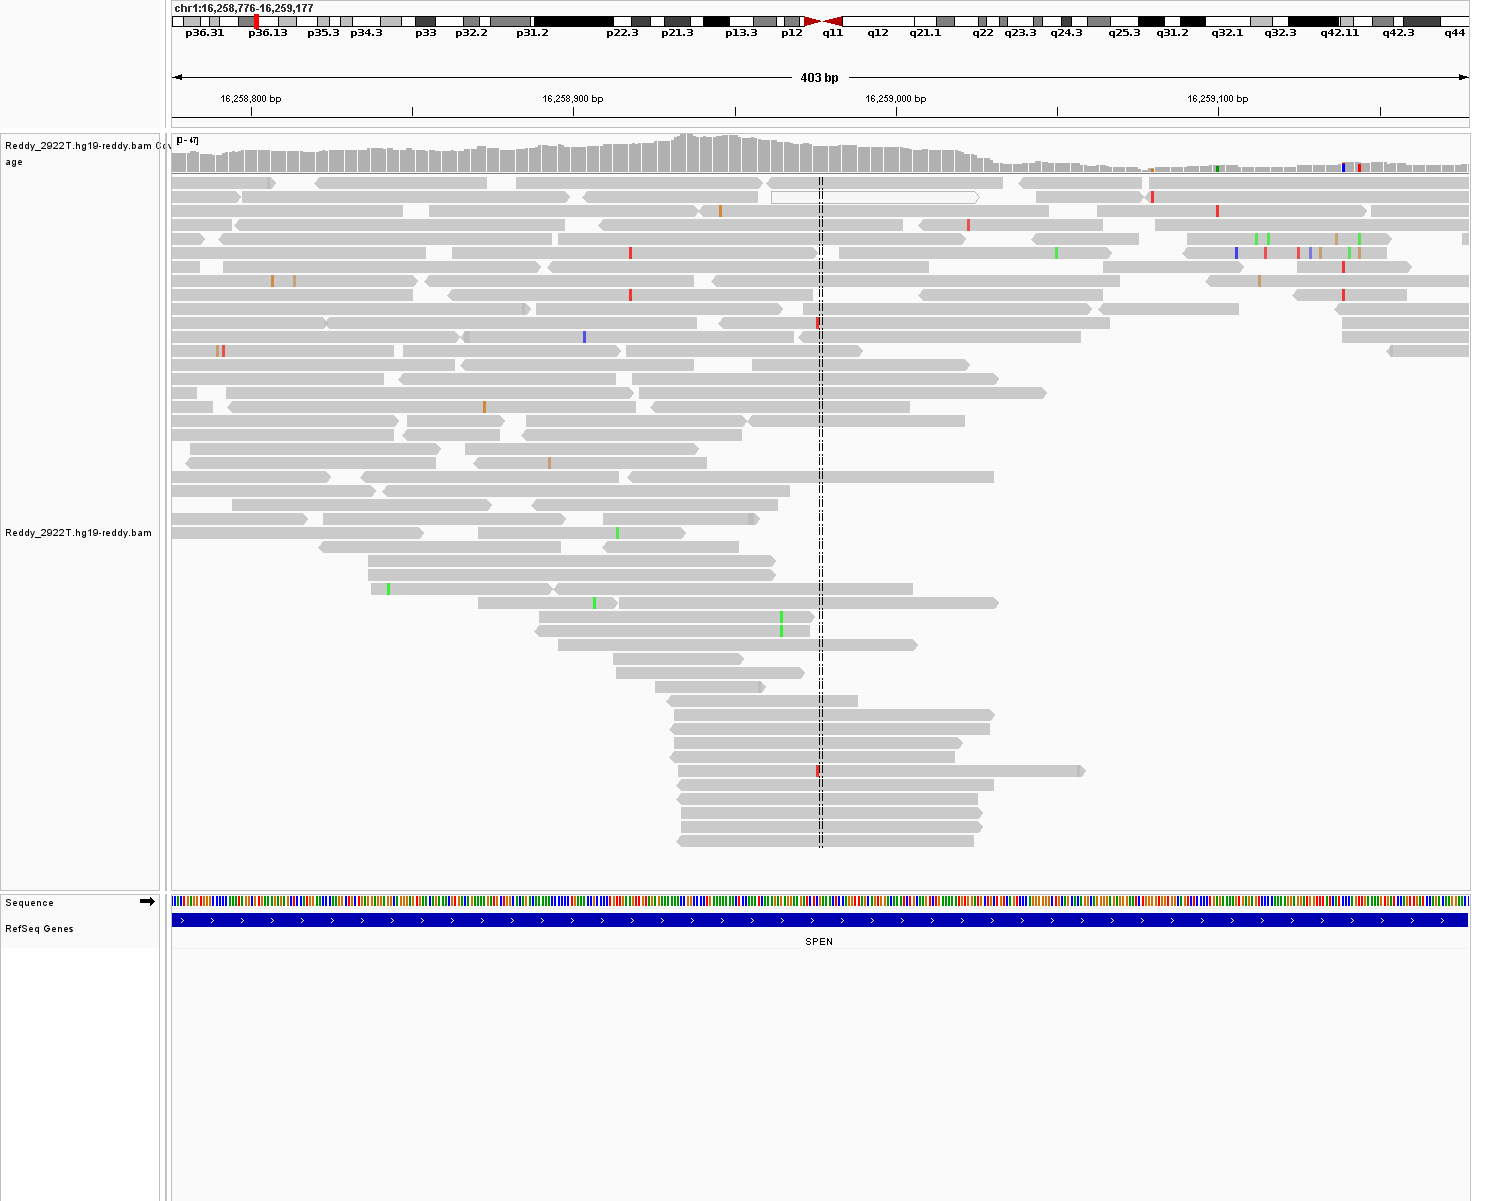 chr1:16,258,776-16,259,177
p36.31 p36.13 p35.3 p34.3 p33 p32.2 p31.2 p22.3 p21.3 p13.3 p12 q11 q12 q21.1 q22 q23.3 q24.3 q25.3 q31.2 q32.1 q32.3 q42.11 q42.3 q44
403 bp
16,258,800 bp 16,258,900 bp 16,259,000 bp 16,259,100 bp
Reddy_2922T.hg19-reddy.bam Cov
age
[0 - 47]
Reddy_2922T.hg19-reddy.bam
Sequence
RefSeq Genes
SPEN